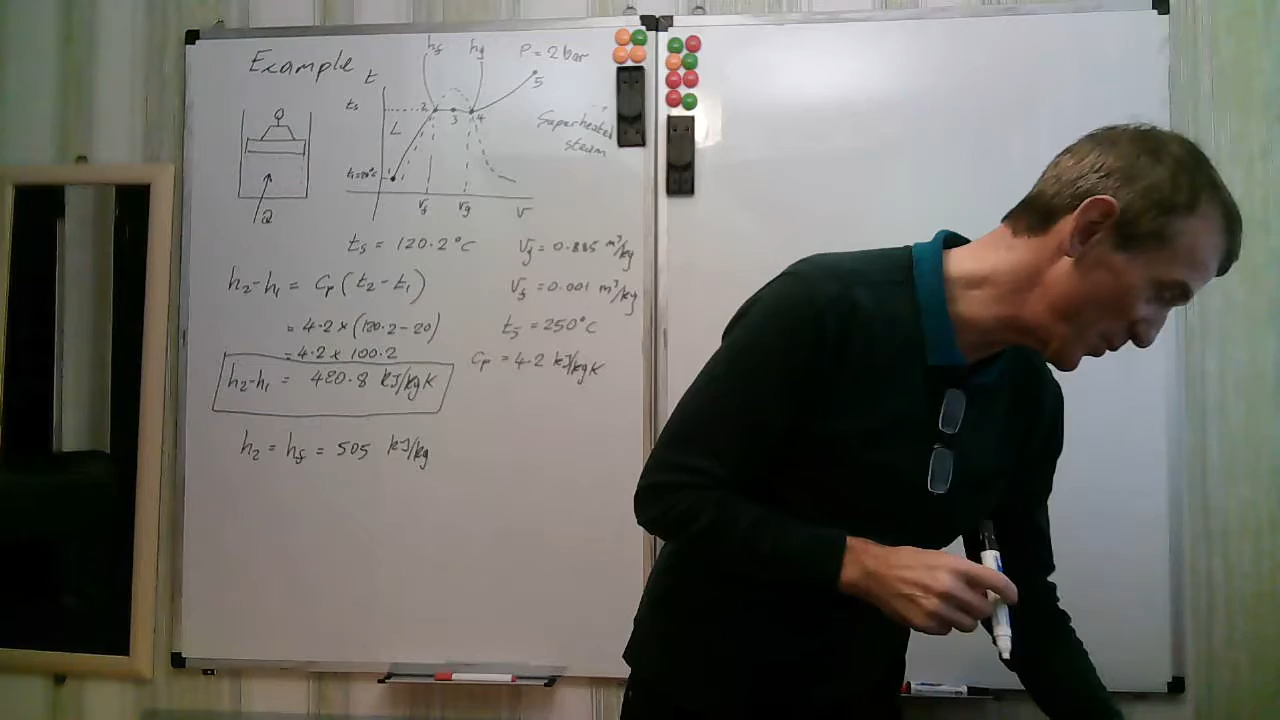 Example
t
hf
hg
P = 2 bar
5
ts
2
3
4
L
Superheated
steam
t1=20°C
Q
vf
vg
v
ts = 120.2 °C
vg = 0.885 m³/kg
h2-h1 = Cp (t2 - t1)
vf = 0.001 m³/kg
= 4.2 x (120.2 - 20)
t5 = 250°C
= 4.2 x 100.2
Cp = 4.2 kJ/kgK
h2-h1 = 420.8 kJ/kgK
h2 = hf = 505 kJ/kg